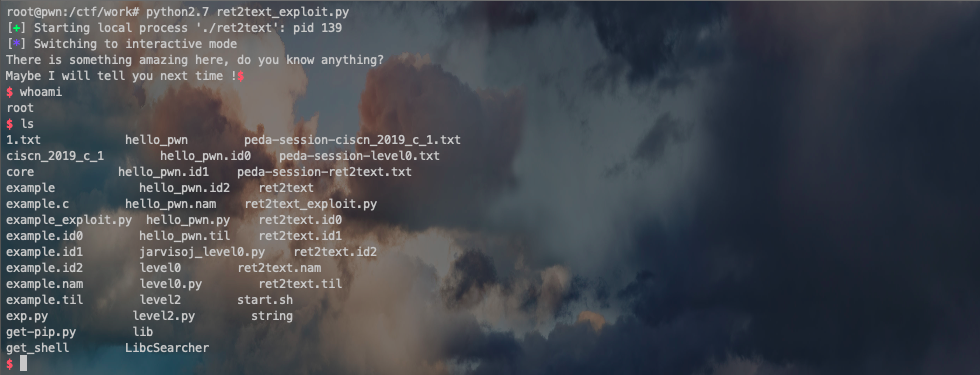 root@pwn:/ctf/work# python2.7 ret2text_exploit.py
[+] Starting local process './ret2text': pid 139
[*] Switching to interactive mode
There is something amazing here, do you know anything?
Maybe I will tell you next time !$
$ whoami
root
$ ls
1.txt hello_pwn peda-session-ciscn_2019_c_1.txt
ciscn_2019_c_1 hello_pwn.id0 peda-session-level0.txt
core hello_pwn.id1 peda-session-ret2text.txt
example hello_pwn.id2 ret2text
example.c hello_pwn.nam ret2text_exploit.py
example_exploit.py hello_pwn.py ret2text.id0
example.id0 hello_pwn.til ret2text.id1
example.id1 jarvisoj_level0.py ret2text.id2
example.id2 level0 ret2text.nam
example.nam level0.py ret2text.til
example.til level2 start.sh
exp.py level2.py string
get-pip.py lib
get_shell LibcSearcher
$